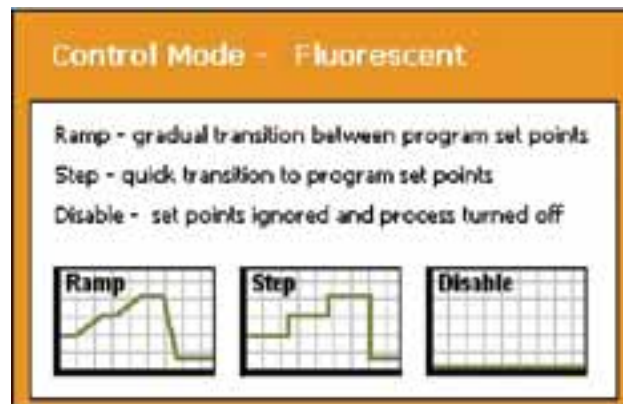 Control Mode - Fluorescent
Ramp - gradual transition between program set points
Step - quick transition to program set points
Disable - set points ignored and process turned off
Ramp
Step
Disable